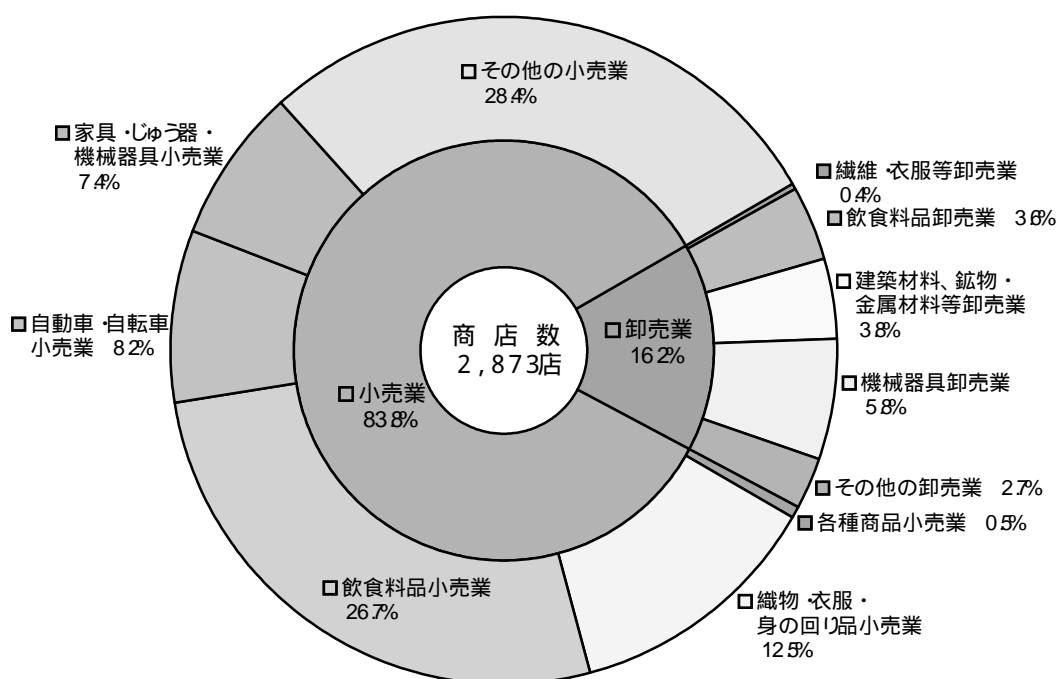 その他の小売業
28.4%
家具・じゅう器・
機械器具小売業
7.4%
繊維・衣服等卸売業
0.4%
飲食料品卸売業 3.6%
建築材料、鉱物・
金属材料等卸売業
3.8%
自動車・自転車
小売業 8.2%
商店数
2,873店
卸売業
16.2%
小売業
83.8%
機械器具卸売業
5.8%
その他の卸売業 2.7%
各種商品小売業 0.5%
飲食料品小売業
26.7%
織物・衣服・
身の回り品小売業
12.5%